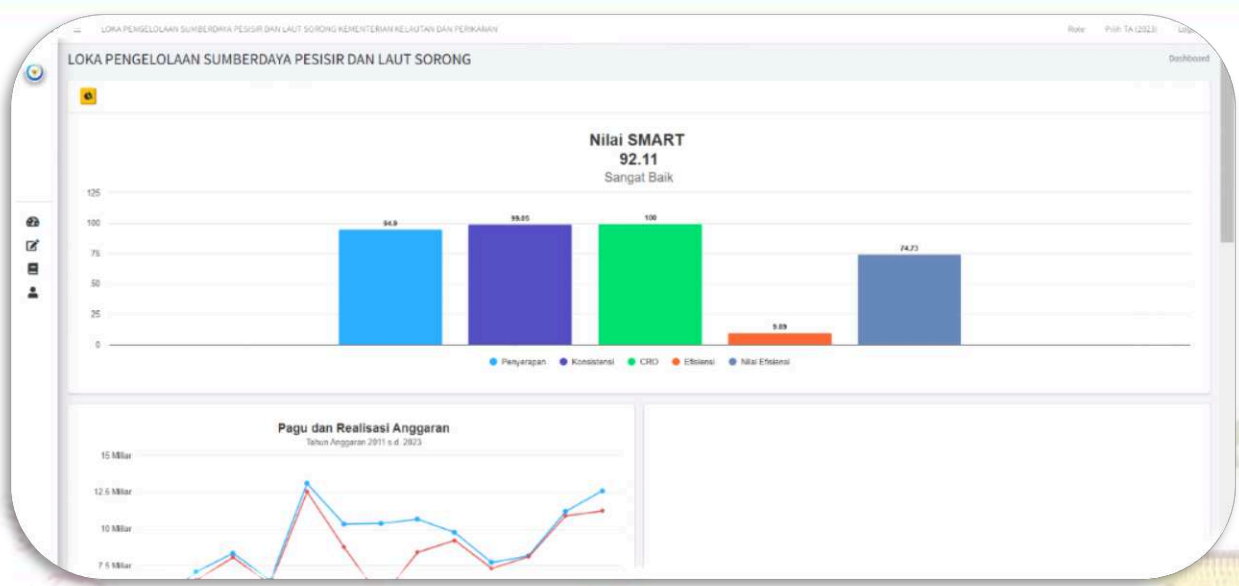 LOKA PENGELOLAAN SUMBERDAYA PESISIR DAN LAUT SORONG KEMENTERIAN KELAUTAN DAN PERIKANAN
Pilih TA (2023)
LOKA PENGELOLAAN SUMBERDAYA PESISIR DAN LAUT SORONG
Dashboard
Nilai SMART
92.11
Sangat Baik
125
100
75
50
25
0
94.9
99.05
100
9.89
74.73
Penyerapan
Konsistensi
CRO
Efisiensi
Nilai Efisiensi
Pagu dan Realisasi Anggaran
Tahun Anggaran 2011 s.d. 2023
15 Miliar
12.5 Miliar
10 Miliar
7.5 Miliar